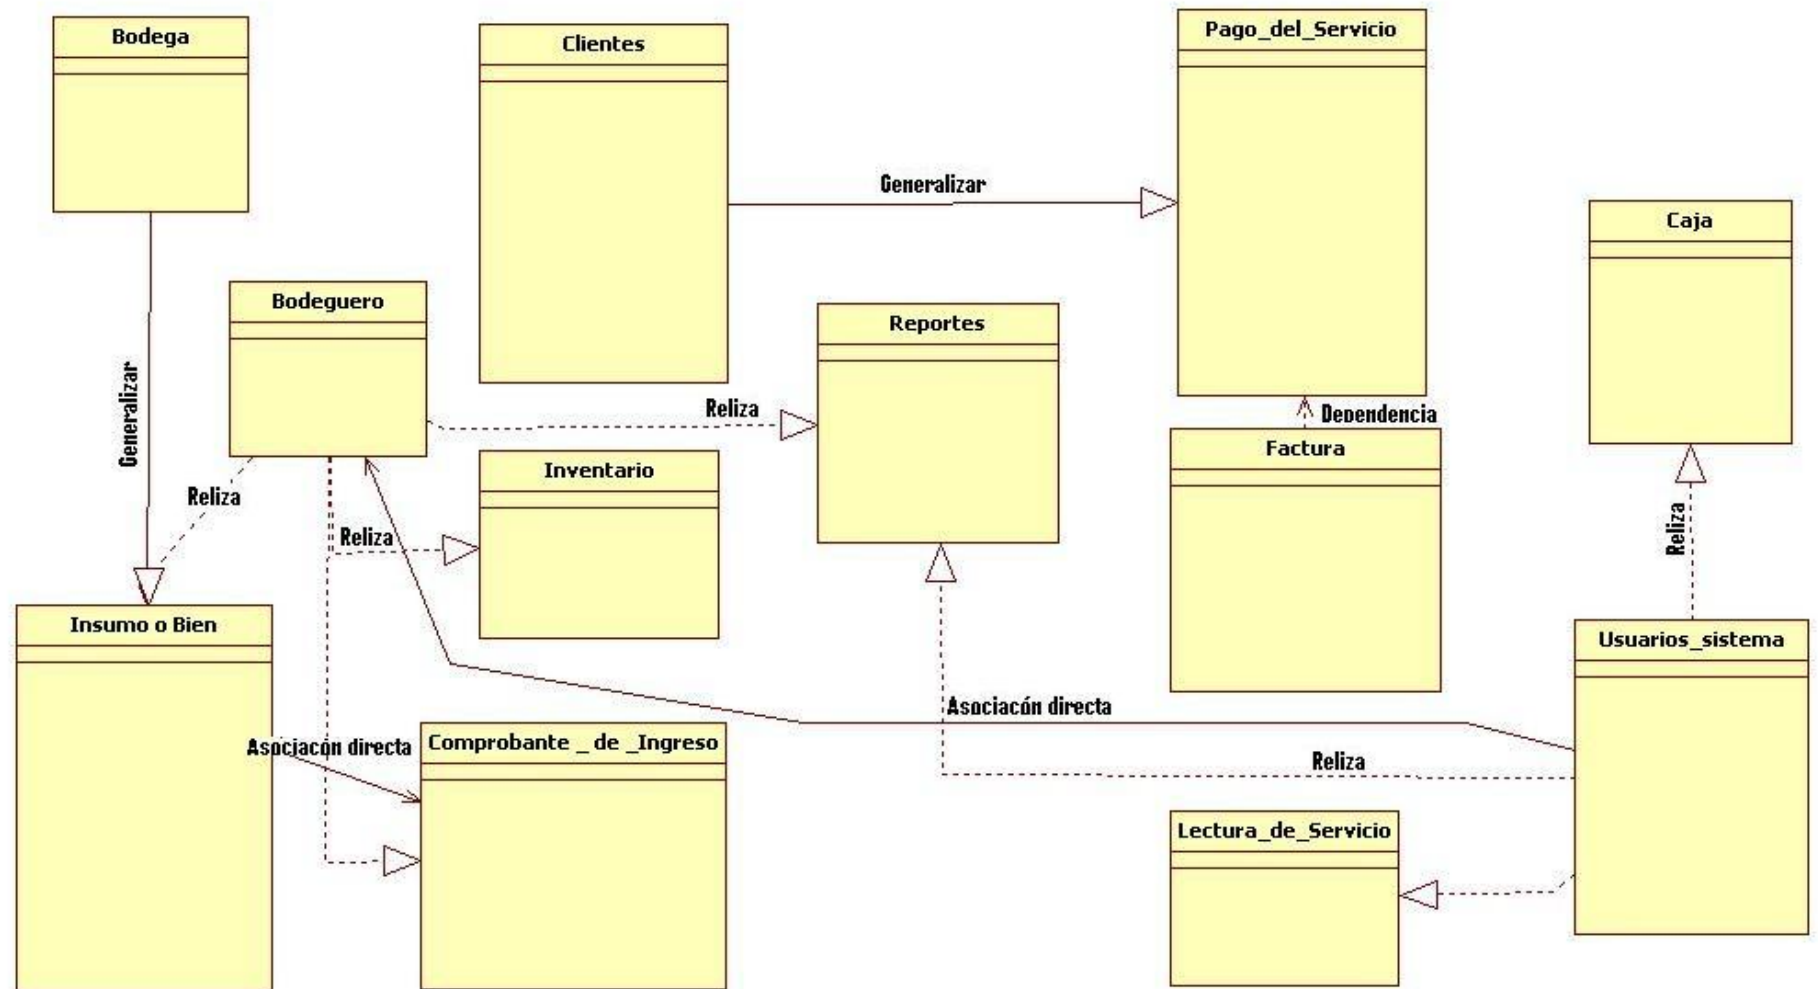 Bodega
Clientes
Pago_del_Servicio
Generalizar
Caja
Bodeguero
Reportes
Generalizar
Reliza
Dependencia
Factura
Inventario
Reliza
Reliza
Reliza
Insumo o Bien
Usuarios_sistema
Asociacón directa
Asociacón directa
Comprobante _ de _Ingreso
Reliza
Lectura_de_Servicio